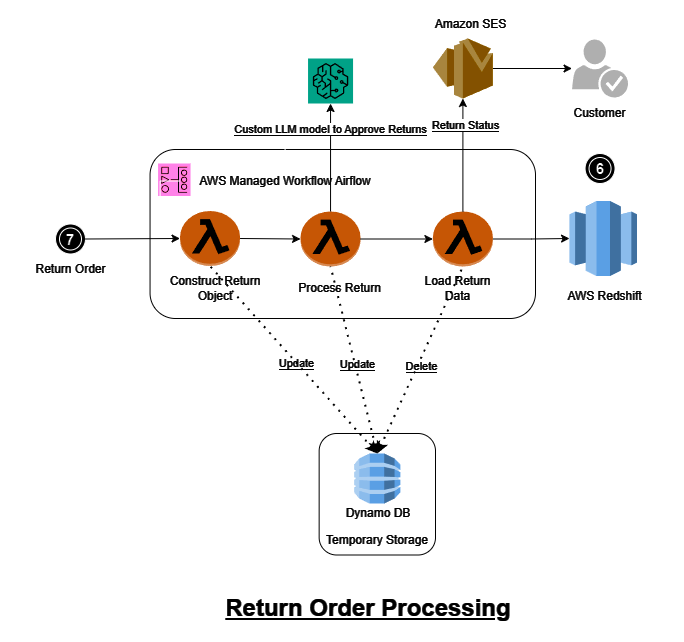 Amazon SES
Customer
Custom LLM model to Approve Returns
Return Status
AWS Managed Workflow Airflow
6
7
Return Order
Construct Return
Object
Process Return
Load Return
Data
AWS Redshift
Update
Update
Delete
Dynamo DB
Temporary Storage
Return Order Processing